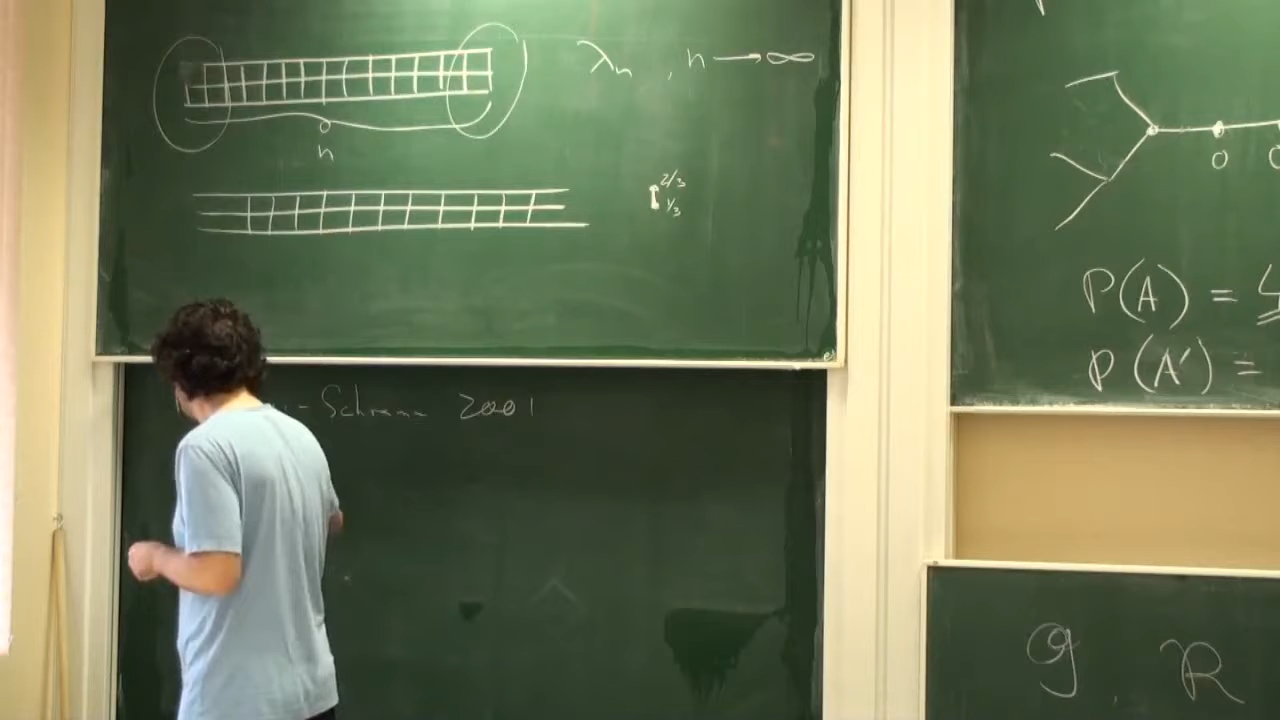 λₙ , n → ∞
n
2/3
1/3
-Schramm 2001
0
P(A) =
P(A') =
g, R